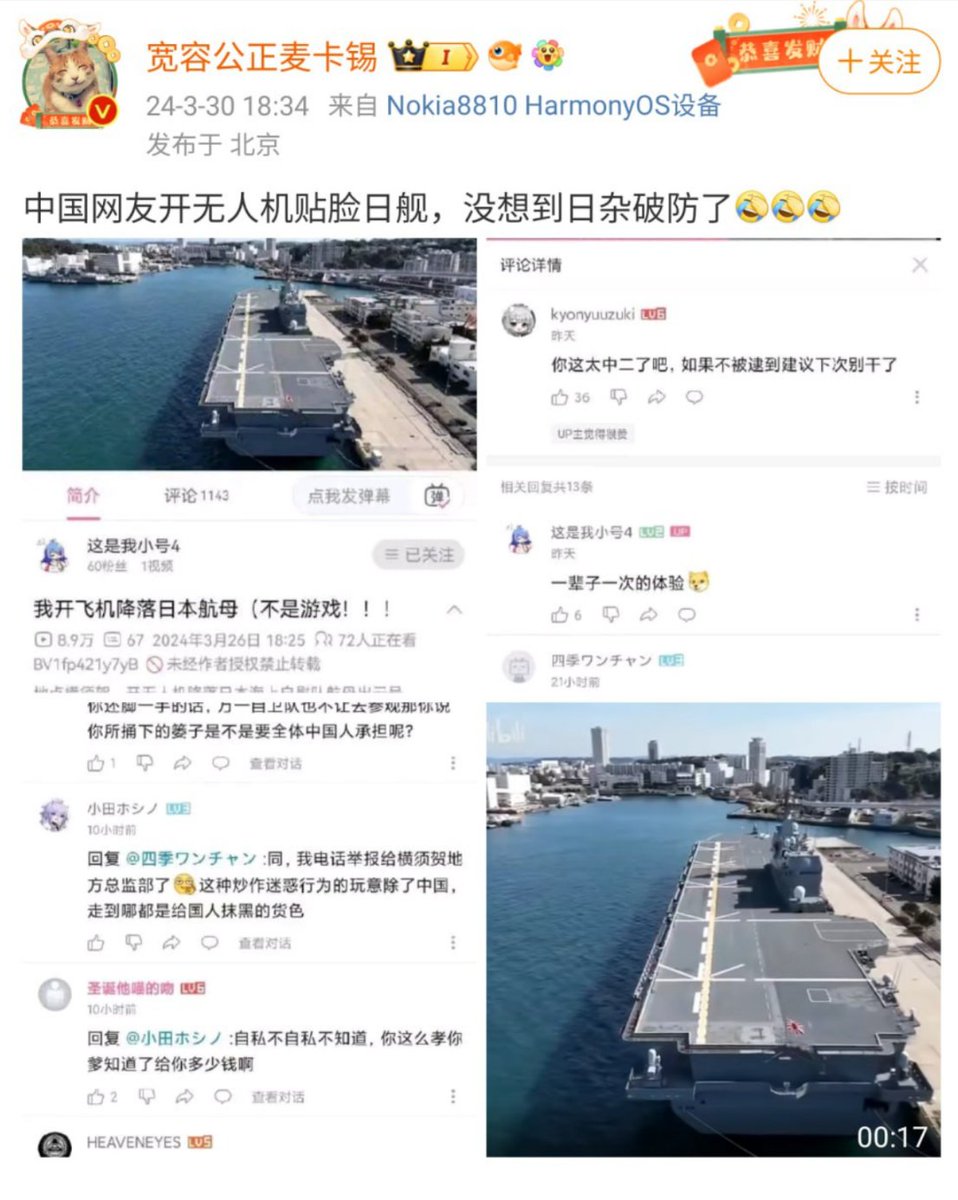 宽容公正麦卡锡
I
恭喜发财
+关注
24-3-30 18:34 来自 Nokia8810 HarmonyOS设备
发布于 北京
恭喜发财
中国网友开无人机贴脸日舰，没想到日杂破防了🤣🤣🤣
简介 评论 1143 点我发弹幕 弹
这是我小号4
60粉丝 1视频
已关注
我开飞机降落日本航母（不是游戏！！！
8.9万 67 2024年3月26日 18:25 72人正在看
BV1fp421y7yB 未经作者授权禁止转载
你还脚一手的话，万一自卫队也不让去参观那你说
你所捅下的篓子是不是要全体中国人承担呢？
1 查看对话
小田ホシノ LV3
10小时前
回复 @四季ワンチャン :同，我电话举报给横须贺地
方总监部了 这种炒作迷惑行为的玩意除了中国，
走到哪都是给国人抹黑的货色
查看对话
圣诞他喵的吻 LV6
10小时前
回复 @小田ホシノ :自私不自私不知道，你这么孝你
爹知道了给你多少钱啊
2 查看对话
HEAVENEYES LV5
评论详情
kyonyuuzuki LV6
昨天
你这太中二了吧，如果不被逮到建议下次别干了
36
UP主觉得很赞
相关回复共13条 按时间
这是我小号4 LV2 UP
昨天
一辈子一次的体验
6
四季ワンチャン LV3
21小时前
libili
00:17